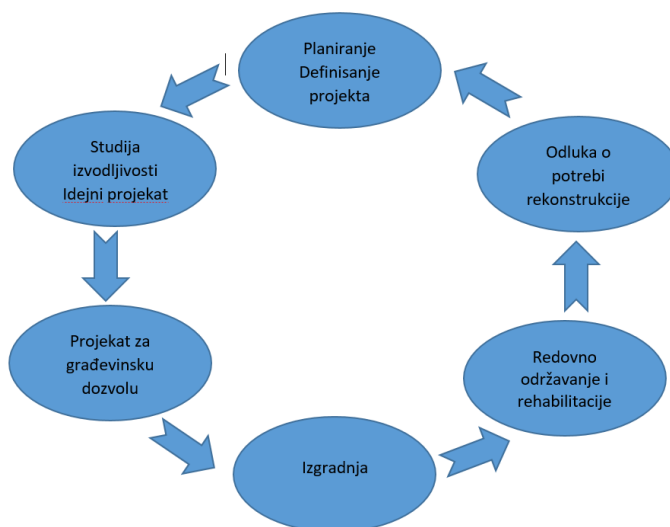 Planiranje
Definisanje
projekta
Studija
izvodljivosti
Idejni projekat
Projekat za
građevinsku
dozvolu
Izgradnja
Redovno
održavanje i
rehabilitacije
Odluka o
potrebi
rekonstrukcije